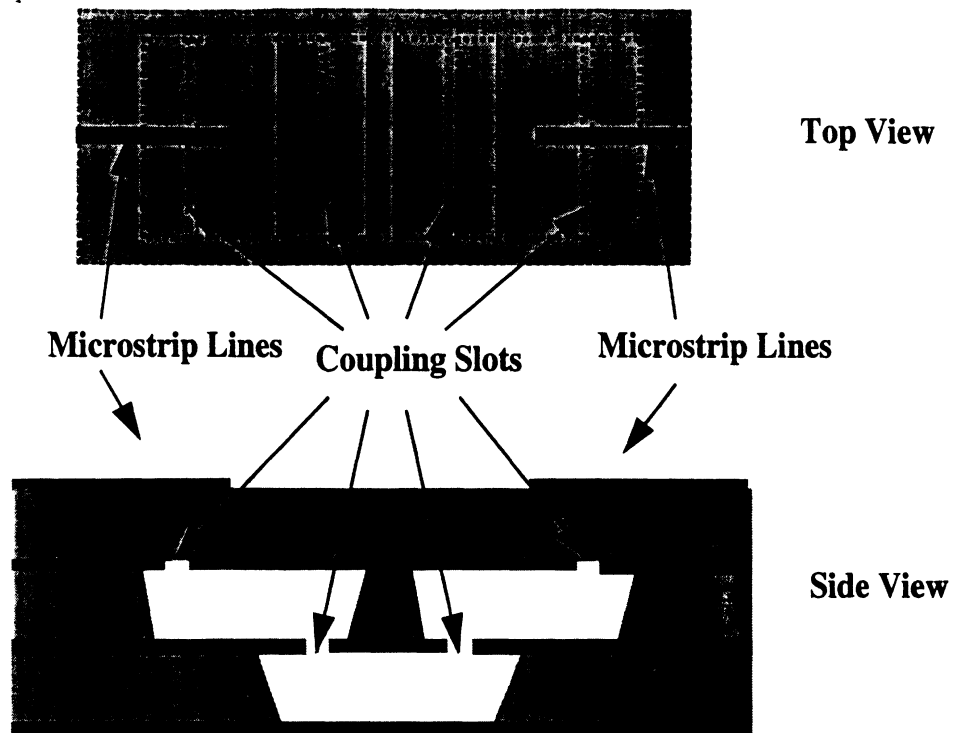 Top View
Microstrip Lines
Coupling Slots
Microstrip Lines
Side View